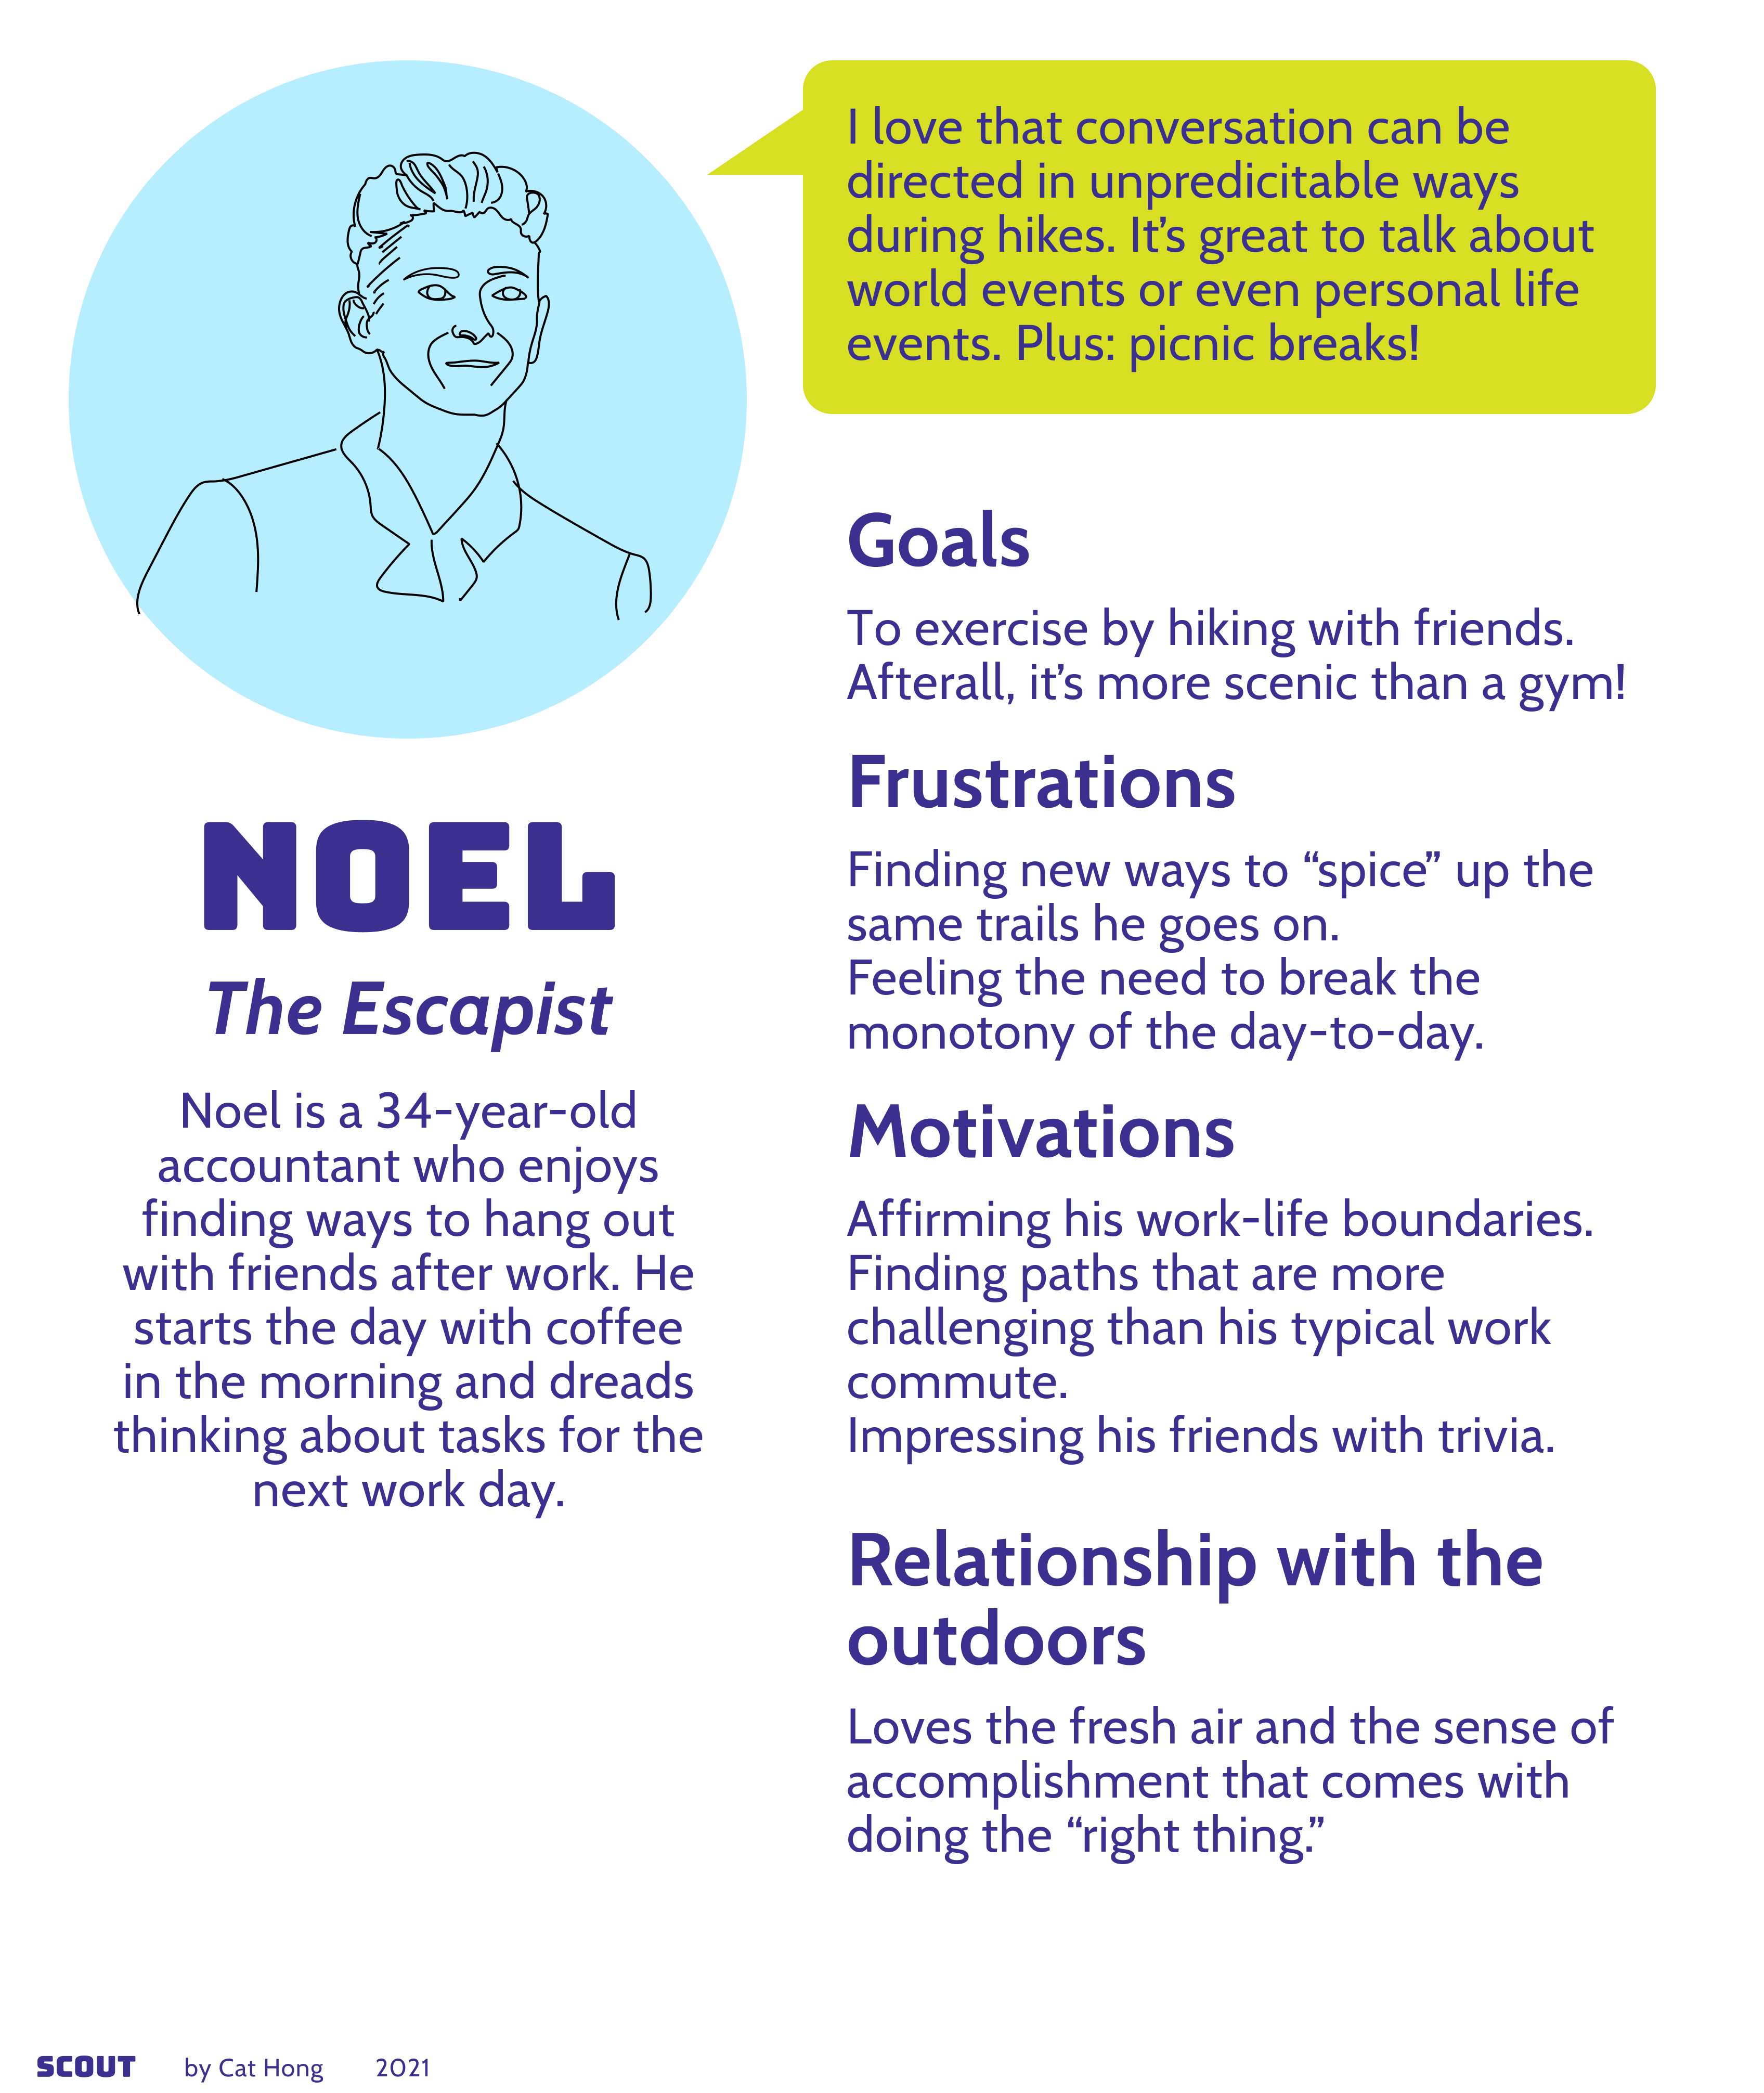 I love that conversation can be
directed in unpredicitable ways
during hikes. It’s great to talk about
world events or even personal life
events. Plus: picnic breaks!
NOEL
The Escapist
Noel is a 34-year-old
accountant who enjoys
finding ways to hang out
with friends after work. He
starts the day with coffee
in the morning and dreads
thinking about tasks for the
next work day.
Goals
To exercise by hiking with friends.
Afterall, it’s more scenic than a gym!
Frustrations
Finding new ways to “spice” up the
same trails he goes on.
Feeling the need to break the
monotony of the day-to-day.
Motivations
Affirming his work-life boundaries.
Finding paths that are more
challenging than his typical work
commute.
Impressing his friends with trivia.
Relationship with the
outdoors
Loves the fresh air and the sense of
accomplishment that comes with
doing the “right thing.”
SCOUT by Cat Hong 2021